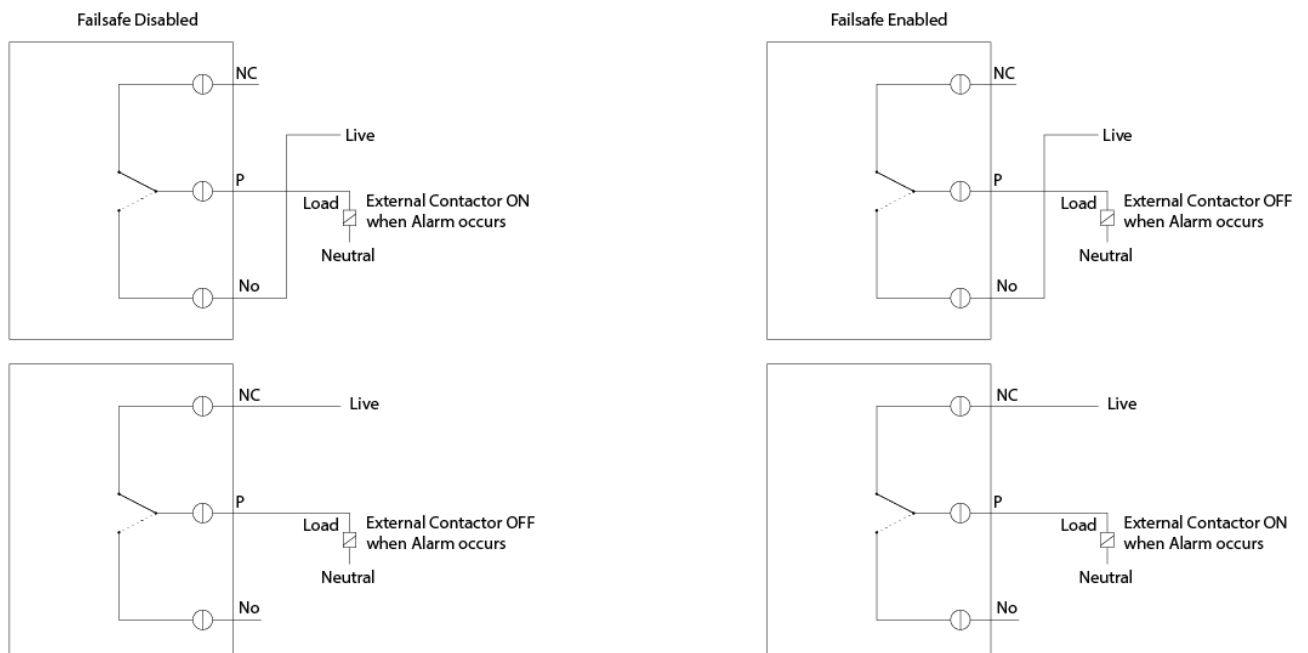 Failsafe Disabled
NC
Live
P
Load
External Contactor ON
when Alarm occurs
Neutral
No
NC
Live
P
Load
External Contactor OFF
when Alarm occurs
Neutral
No
Failsafe Enabled
NC
Live
P
Load
External Contactor OFF
when Alarm occurs
Neutral
No
NC
Live
P
Load
External Contactor ON
when Alarm occurs
Neutral
No